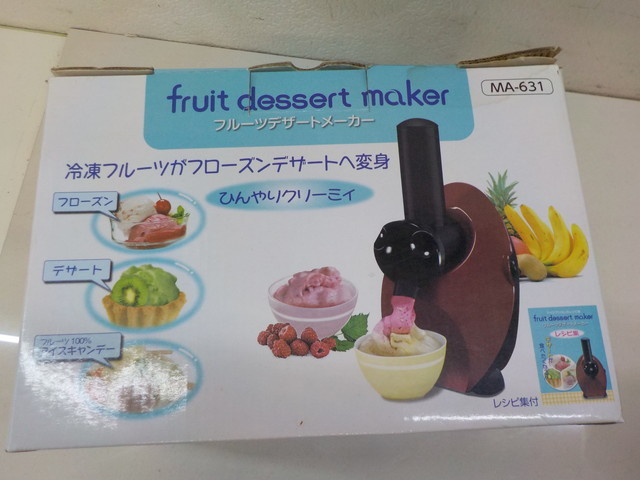 fruit dessert maker
MA-631
フルーツデザートメーカー
冷凍フルーツがフローズンデザートへ変身
ひんやりクリーミィ
フローズン
デザート
フルーツ100%
アイスキャンデー
fruit dessert maker
レシピ集
レシピ集付